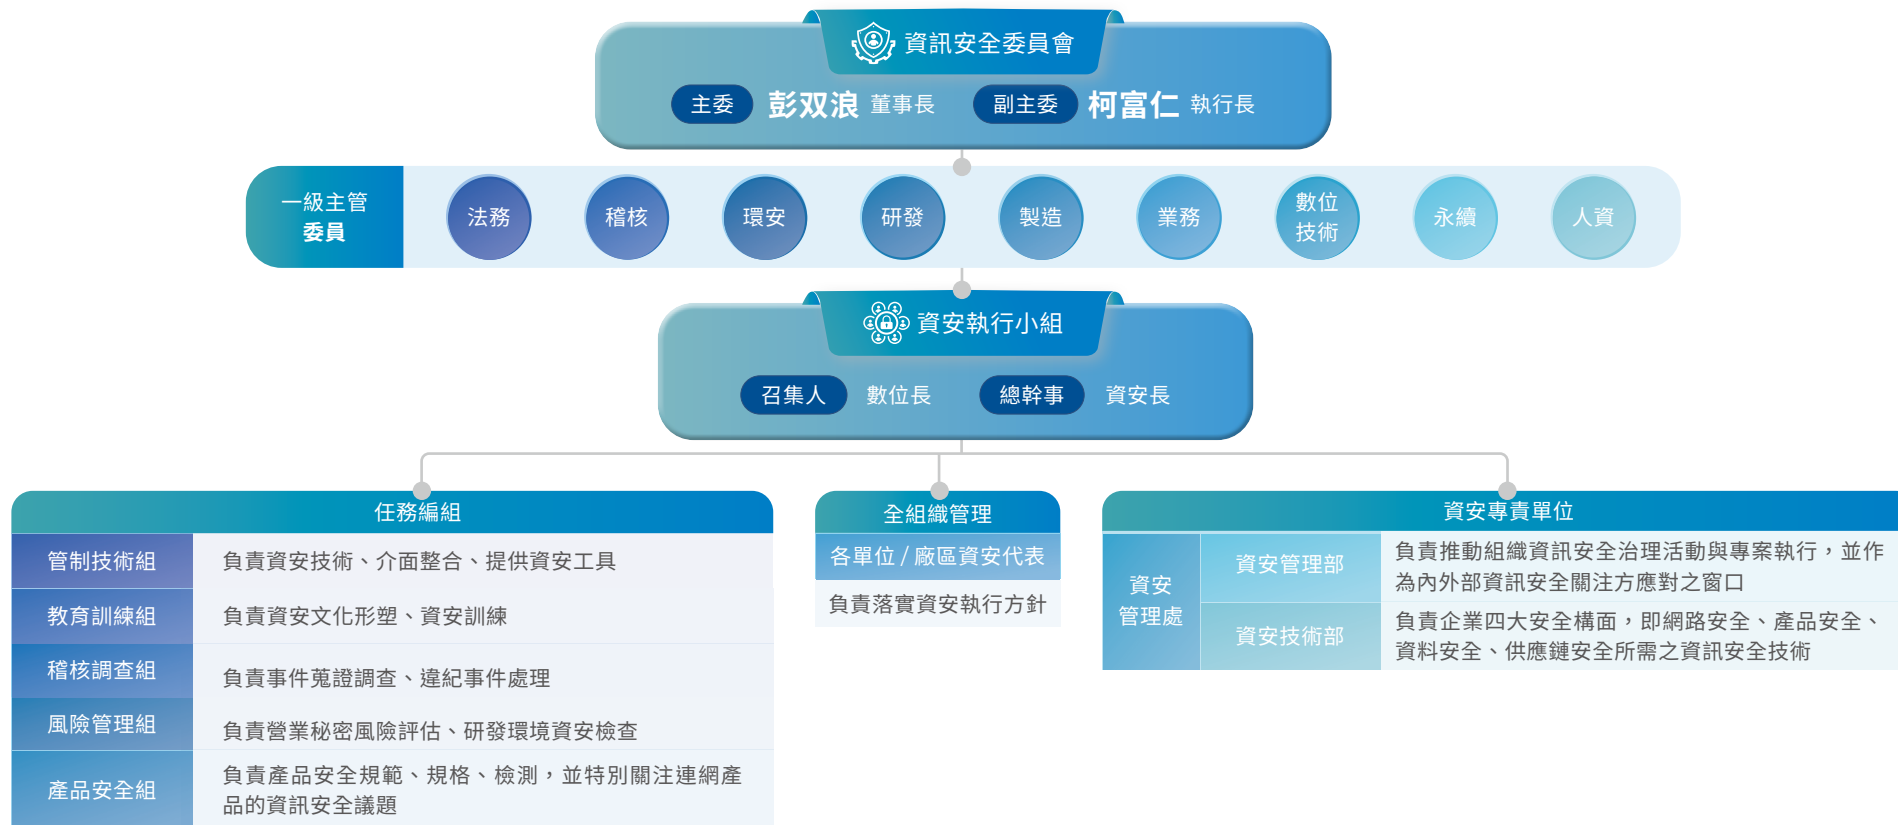 資訊安全委員會
主委 彭双浪 董事長 副主委 柯富仁 執行長
一級主管
委員
法務 稽核 環安 研發 製造 業務 數位
技術 永續 人資
資安執行小組
召集人 數位長 總幹事 資安長
任務編組
管制技術組 負責資安技術、介面整合、提供資安工具
教育訓練組 負責資安文化形塑、資安訓練
稽核調查組 負責事件蒐證調查、違紀事件處理
風險管理組 負責營業秘密風險評估、研發環境資安檢查
產品安全組 負責產品安全規範、規格、檢測，並特別關注連網產
品的資訊安全議題
全組織管理
各單位 / 廠區資安代表
負責落實資安執行方針
資安專責單位
資安
管理處
資安管理部 負責推動組織資訊安全治理活動與專案執行，並作
為內外部資訊安全關注方應對之窗口
資安技術部 負責企業四大安全構面，即網路安全、產品安全、
資料安全、供應鏈安全所需之資訊安全技術